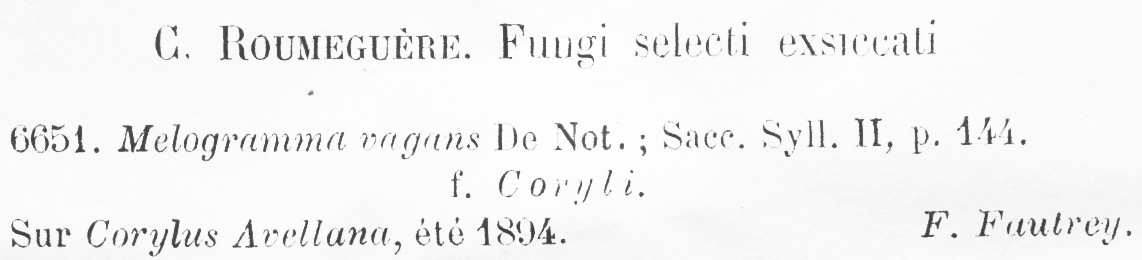 C. ROUMEGUÈRE. Fungi selecti exsiccati
6651. Melogramma vagans De Not. ; Sacc. Syll. II, p. 144.
f. Coryli.
Sur Corylus Avellana, été 1894. F. Fautrey.